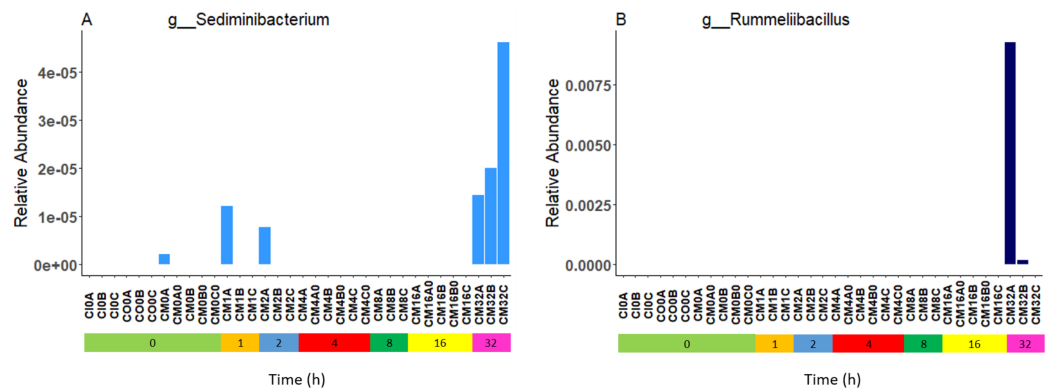 A g__Sediminibacterium
Relative Abundance
4e-05
3e-05
2e-05
1e-05
0e+00
CI0A CI0B CI0C CO0A CO0B CO0C CM0A CM0A0 CM0B CM0B0 CM0C0 CM1A CM1B CM1C CM2A CM2B CM2C CM4A CM4A0 CM4B CM4B0 CM4C CM4C0 CM8A CM8B CM8C CM16A CM16A0 CM16B CM16B0 CM16C CM32A CM32B CM32C
0 1 2 4 8 16 32
Time (h)
B g__Rummeliibacillus
Relative Abundance
0.0075
0.0050
0.0025
0.0000
CI0A CI0B CI0C CO0A CO0B CO0C CM0A CM0A0 CM0B CM0B0 CM0C0 CM1A CM1B CM1C CM2A CM2B CM2C CM4A CM4A0 CM4B CM4B0 CM4C CM4C0 CM8A CM8B CM8C CM16A CM16A0 CM16B CM16B0 CM16C CM32A CM32B CM32C
0 1 2 4 8 16 32
Time (h)